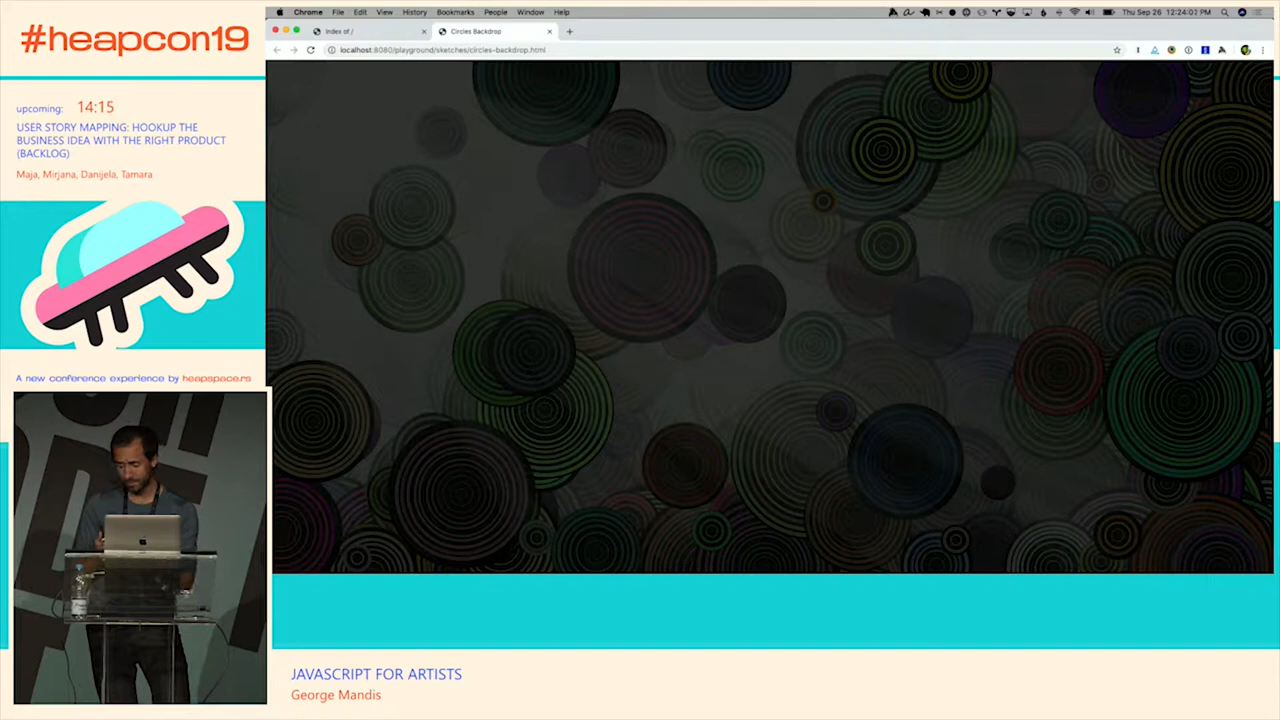 #heapcon19
upcoming: 14:15
USER STORY MAPPING: HOOKUP THE
BUSINESS IDEA WITH THE RIGHT PRODUCT
(BACKLOG)
Maja, Mirjana, Danijela, Tamara
A new conference experience by heapspace.rs
Chrome File Edit View History Bookmarks People Window Help
Thu Sep 26 12:24:01 PM
Index of /
Circles Backdrop
localhost:8080/playground/sketches/circles-backdrop.html
JAVASCRIPT FOR ARTISTS
George Mandis